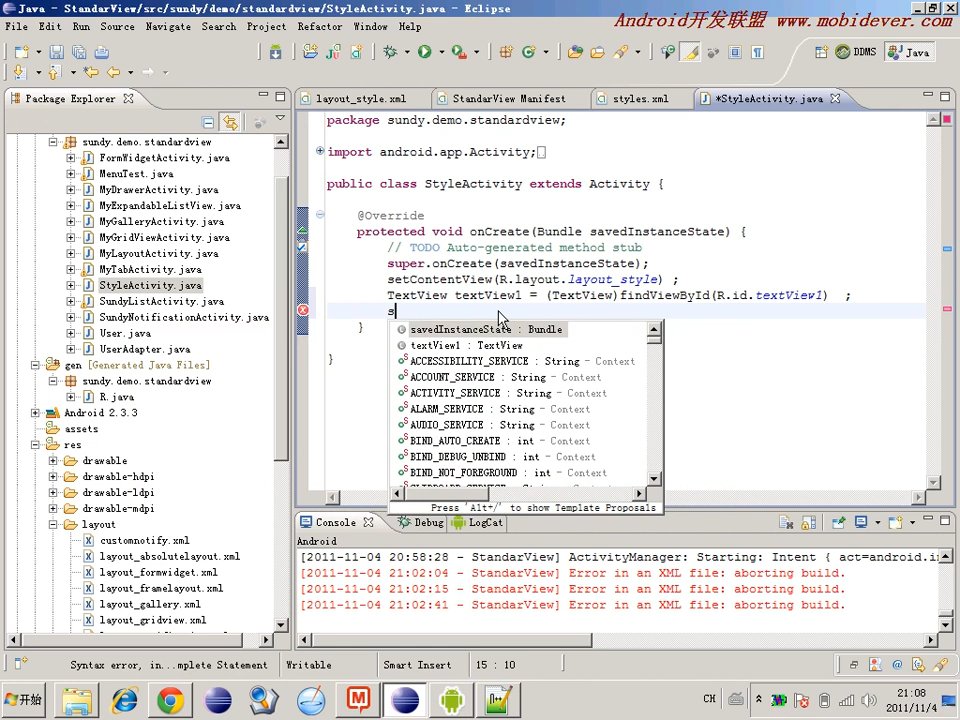 Java - StandarView/src/sundy/demo/standardview/StyleActivity.java - Eclipse
Android开发联盟 www.mobidever.com
File Edit Run Source Navigate Search Project Refactor Window Help
DDMS Java
Package Explorer
layout_style.xml StandarView Manifest styles.xml *StyleActivity.java
sundy.demo.standardview
FormWidgetActivity.java
MenuTest.java
MyDrawerActivity.java
MyExpandableListView.java
MyGalleryActivity.java
MyGridViewActivity.java
MyLayoutActivity.java
MyTabActivity.java
StyleActivity.java
SundyListActivity.java
SundyNotificationActivity.java
User.java
UserAdapter.java
gen [Generated Java Files]
sundy.demo.standardview
R.java
Android 2.3.3
assets
res
drawable
drawable-hdpi
drawable-ldpi
drawable-mdpi
layout
customnotify.xml
layout_absolutelayout.xml
layout_formwidget.xml
layout_framelayout.xml
layout_gallery.xml
layout_gridview.xml
package sundy.demo.standardview;
import android.app.Activity;
public class StyleActivity extends Activity {
@Override
protected void onCreate(Bundle savedInstanceState) {
// TODO Auto-generated method stub
super.onCreate(savedInstanceState);
setContentView(R.layout.layout_style) ;
TextView textView1 = (TextView)findViewById(R.id.textView1) ;
s
}
}
savedInstanceState : Bundle
textView1 : TextView
ACCESSIBILITY_SERVICE : String - Context
ACCOUNT_SERVICE : String - Context
ACTIVITY_SERVICE : String - Context
ALARM_SERVICE : String - Context
AUDIO_SERVICE : String - Context
BIND_AUTO_CREATE : int - Context
BIND_DEBUG_UNBIND : int - Context
BIND_NOT_FOREGROUND : int - Context
Press 'Alt+/' to show Template Proposals
Console Debug LogCat
Android
[2011-11-04 20:58:28 - StandarView] ActivityManager: Starting: Intent { act=android.in
[2011-11-04 21:02:04 - StandarView] Error in an XML file: aborting build.
[2011-11-04 21:02:15 - StandarView] Error in an XML file: aborting build.
[2011-11-04 21:02:41 - StandarView] Error in an XML file: aborting build.
Syntax error, in...mplete Statement Writable Smart Insert 15 : 10
开始 CH 21:08
2011/11/4